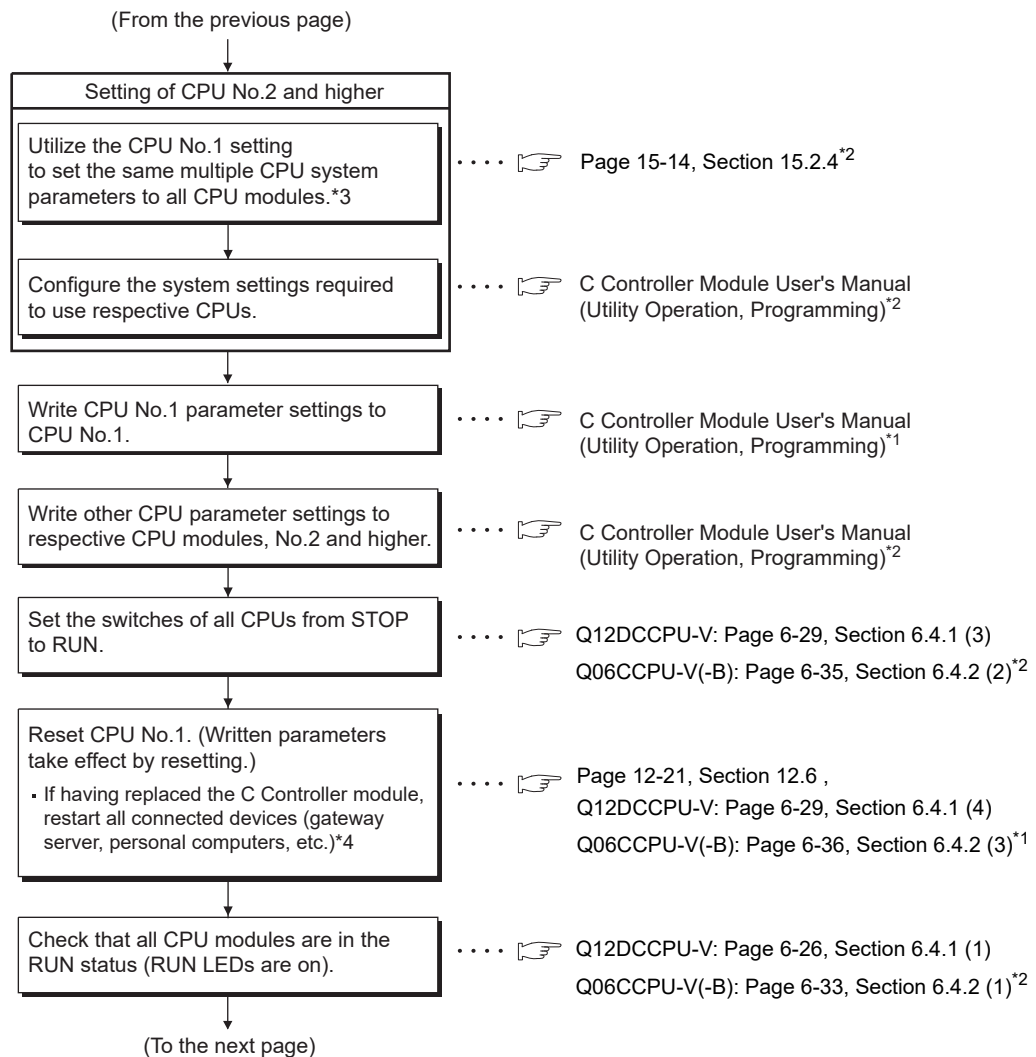 (From the previous page)
Setting of CPU No.2 and higher
Utilize the CPU No.1 setting
to set the same multiple CPU system
parameters to all CPU modules.*3
Page 15-14, Section 15.2.4*2
Configure the system settings required
to use respective CPUs.
C Controller Module User's Manual
(Utility Operation, Programming)*2
Write CPU No.1 parameter settings to
CPU No.1.
C Controller Module User's Manual
(Utility Operation, Programming)*1
Write other CPU parameter settings to
respective CPU modules, No.2 and higher.
C Controller Module User's Manual
(Utility Operation, Programming)*2
Set the switches of all CPUs from STOP
to RUN.
Q12DCCPU-V: Page 6-29, Section 6.4.1 (3)
Q06CCPU-V(-B): Page 6-35, Section 6.4.2 (2)*2
Reset CPU No.1. (Written parameters
take effect by resetting.)
▪ If having replaced the C Controller module,
restart all connected devices (gateway
server, personal computers, etc.)*4
Page 12-21, Section 12.6 ,
Q12DCCPU-V: Page 6-29, Section 6.4.1 (4)
Q06CCPU-V(-B): Page 6-36, Section 6.4.2 (3)*1
Check that all CPU modules are in the
RUN status (RUN LEDs are on).
Q12DCCPU-V: Page 6-26, Section 6.4.1 (1)
Q06CCPU-V(-B): Page 6-33, Section 6.4.2 (1)*2
(To the next page)